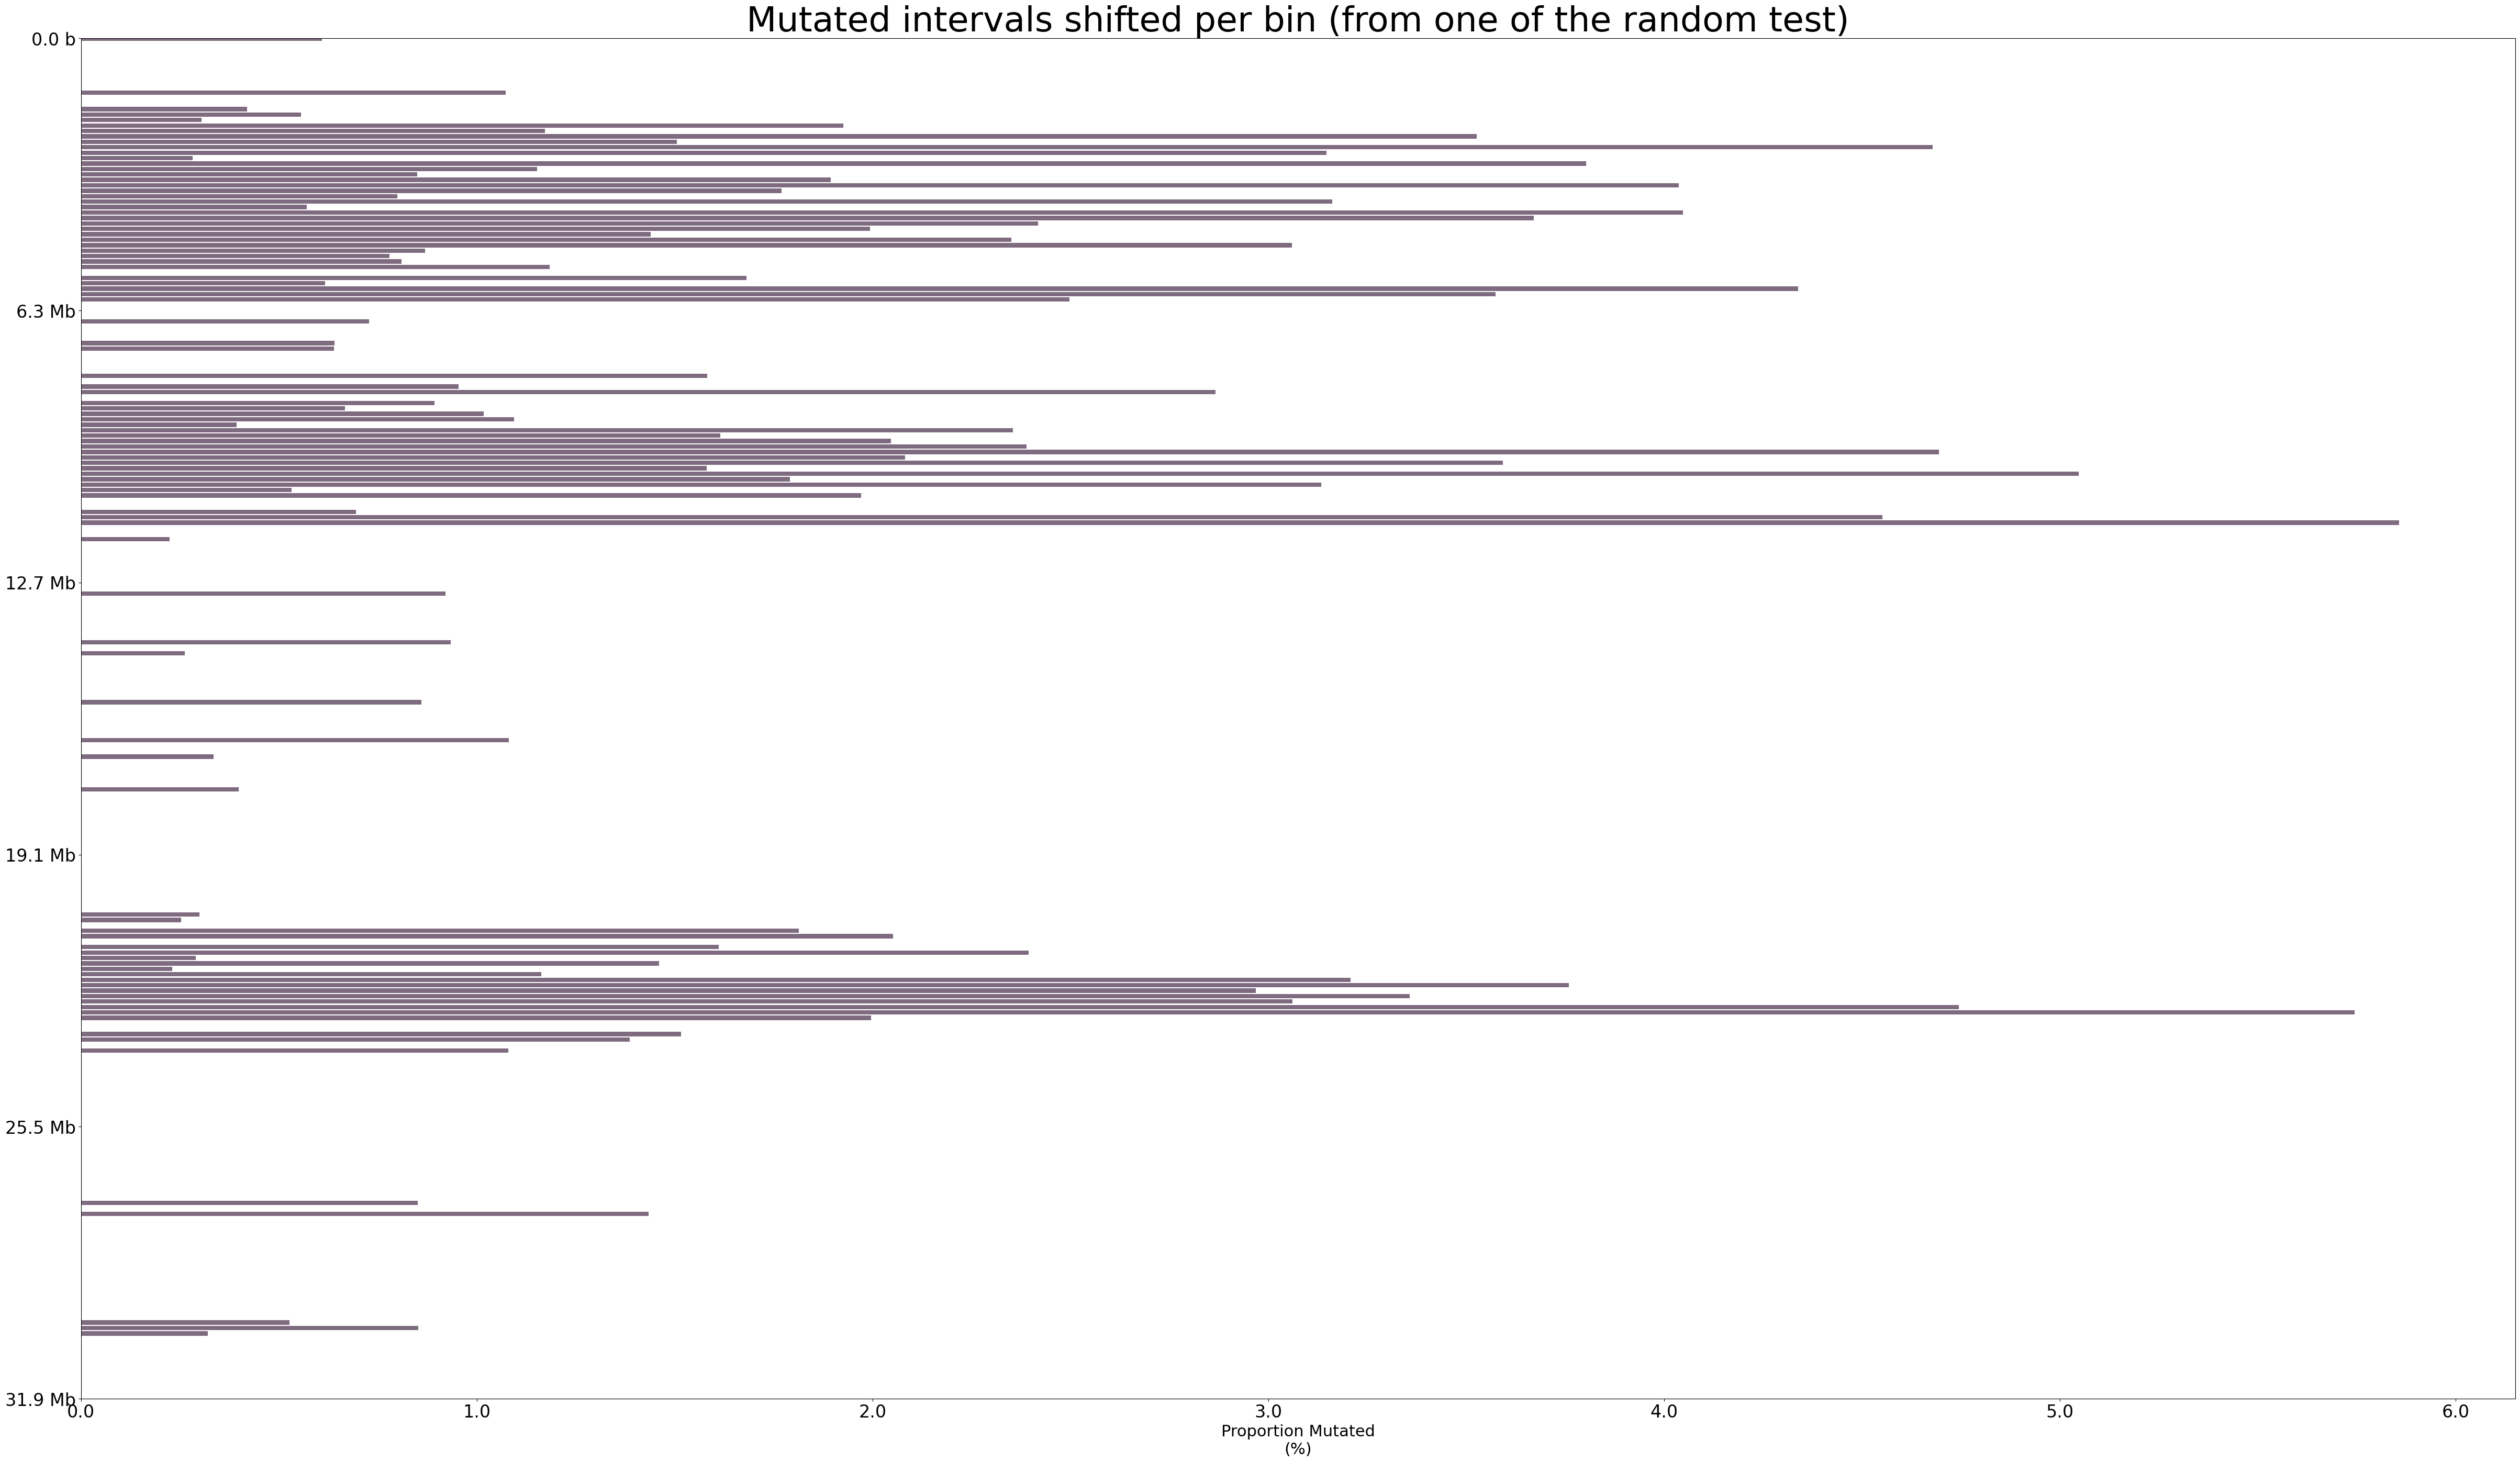 Mutated intervals shifted per bin (from one of the random test)
0.0 b
6.3 Mb
12.7 Mb
19.1 Mb
25.5 Mb
31.9 Mb
0.0 1.0 2.0 3.0 4.0 5.0 6.0
Proportion Mutated
(%)